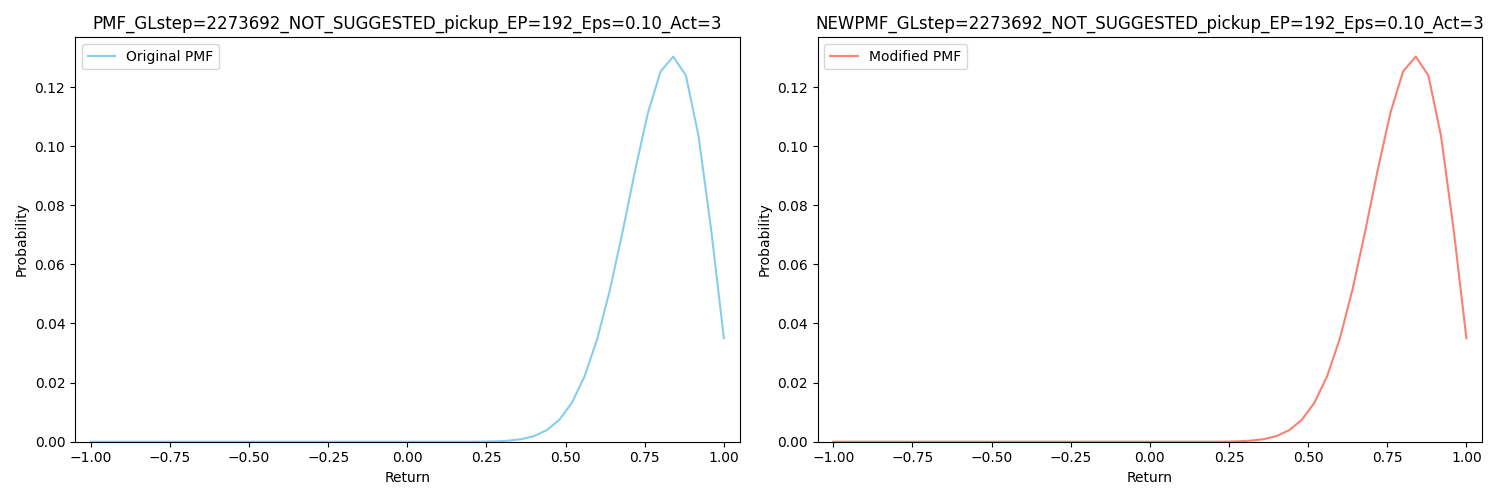 PMF_GLstep=2273692_NOT_SUGGESTED_pickup_EP=192_Eps=0.10_Act=3
Original PMF
0.12
0.10
0.08
0.06
0.04
0.02
0.00
Probability
−1.00 −0.75 −0.50 −0.25 0.00 0.25 0.50 0.75 1.00
Return
NEWPMF_GLstep=2273692_NOT_SUGGESTED_pickup_EP=192_Eps=0.10_Act=3
Modified PMF
0.12
0.10
0.08
0.06
0.04
0.02
0.00
Probability
−1.00 −0.75 −0.50 −0.25 0.00 0.25 0.50 0.75 1.00
Return